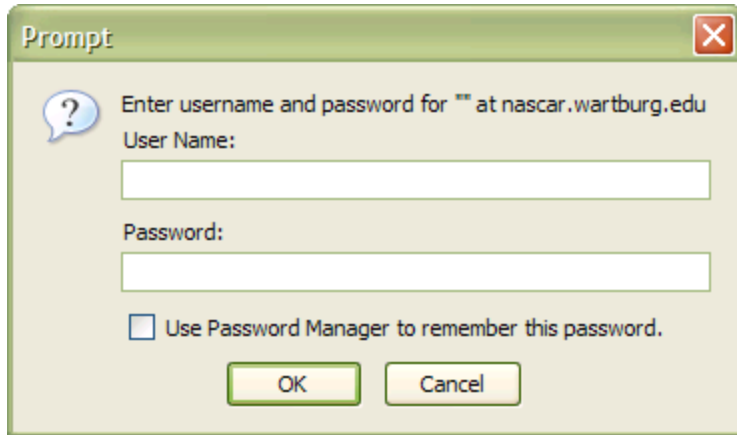 Prompt
Enter username and password for "" at nascar.wartburg.edu
User Name:
Password:
Use Password Manager to remember this password.
OK
Cancel